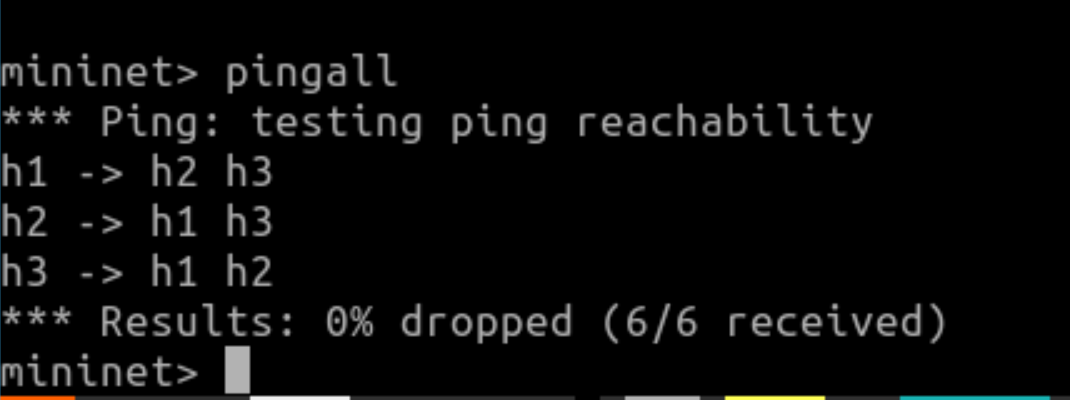 mininet> pingall
*** Ping: testing ping reachability
h1 -> h2 h3
h2 -> h1 h3
h3 -> h1 h2
*** Results: 0% dropped (6/6 received)
mininet>